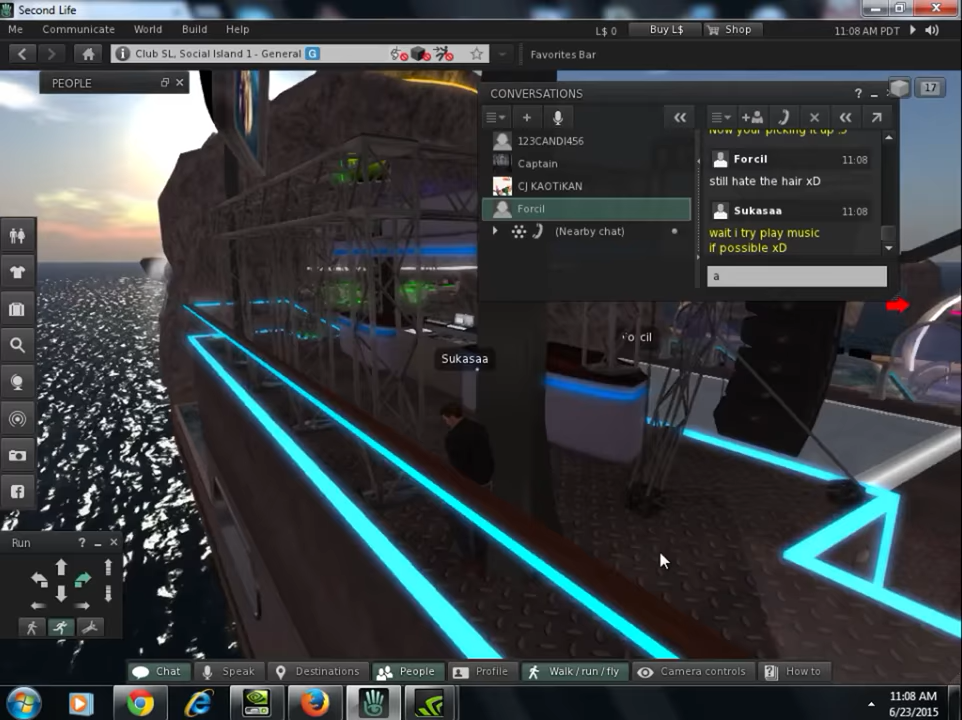 Second Life
Me Communicate World Build Help
L$ 0 Buy L$ Shop 11:08 AM PDT
Club SL, Social Island 1 - General G
Favorites Bar
PEOPLE
CONVERSATIONS
?
17
123CANDI456
Captain
CJ KAOTiKAN
Forcil
(Nearby chat)
Now your picking it up :3
Forcil 11:08
still hate the hair xD
Sukasaa 11:08
wait i try play music
if possible xD
a
Forcil
Sukasaa
Run ?
Chat Speak Destinations People Profile Walk / run / fly Camera controls How to
11:08 AM
6/23/2015